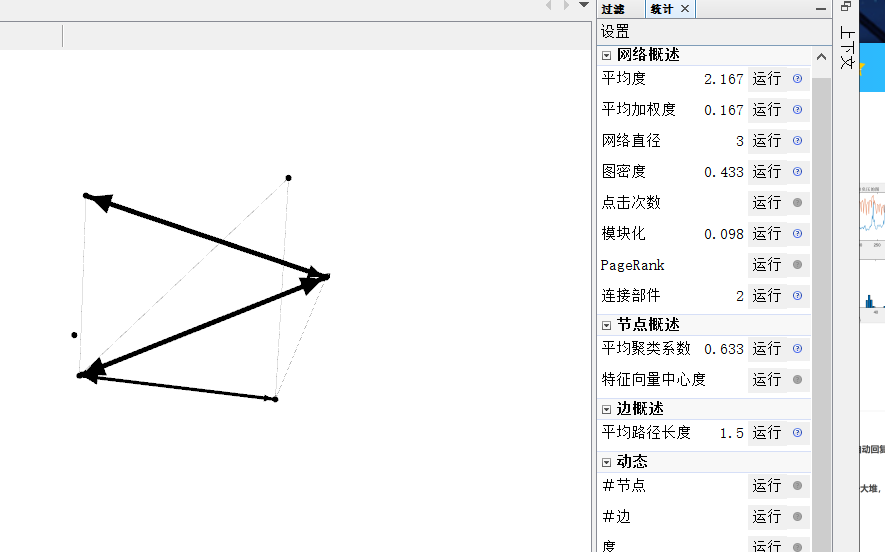 过滤
统计
设置
网络概述
平均度 2.167 运行
平均加权度 0.167 运行
网络直径 3 运行
图密度 0.433 运行
点击次数 运行
模块化 0.098 运行
PageRank 运行
连接部件 2 运行
节点概述
平均聚类系数 0.633 运行
特征向量中心度 运行
边概述
平均路径长度 1.5 运行
动态
#节点 运行
#边 运行
度 运行
上下文
动回复
大堆，